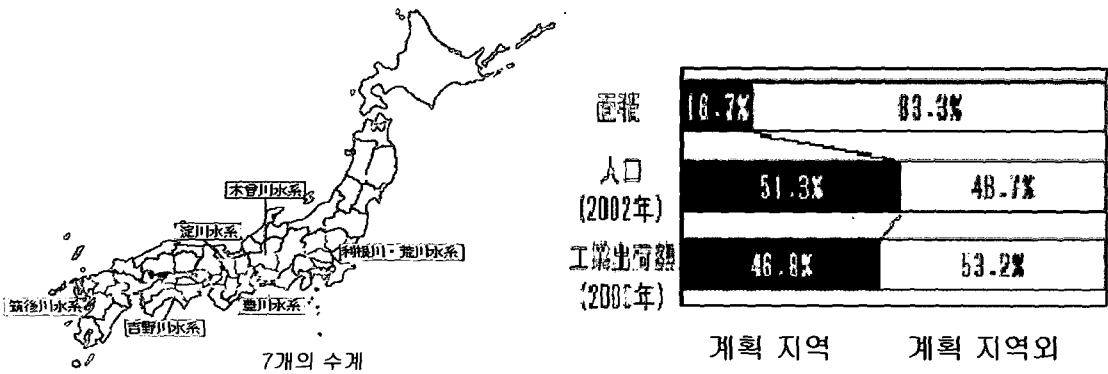 木曽川水系
淀川水系
利根川・荒川水系
筑後川水系
豊川水系
吉野川水系
7개의 수계
面積
16.7% 83.3%
人口
(2002年)
51.3% 48.7%
工業出荷額
46.8% 53.2%
계획 지역 계획 지역외